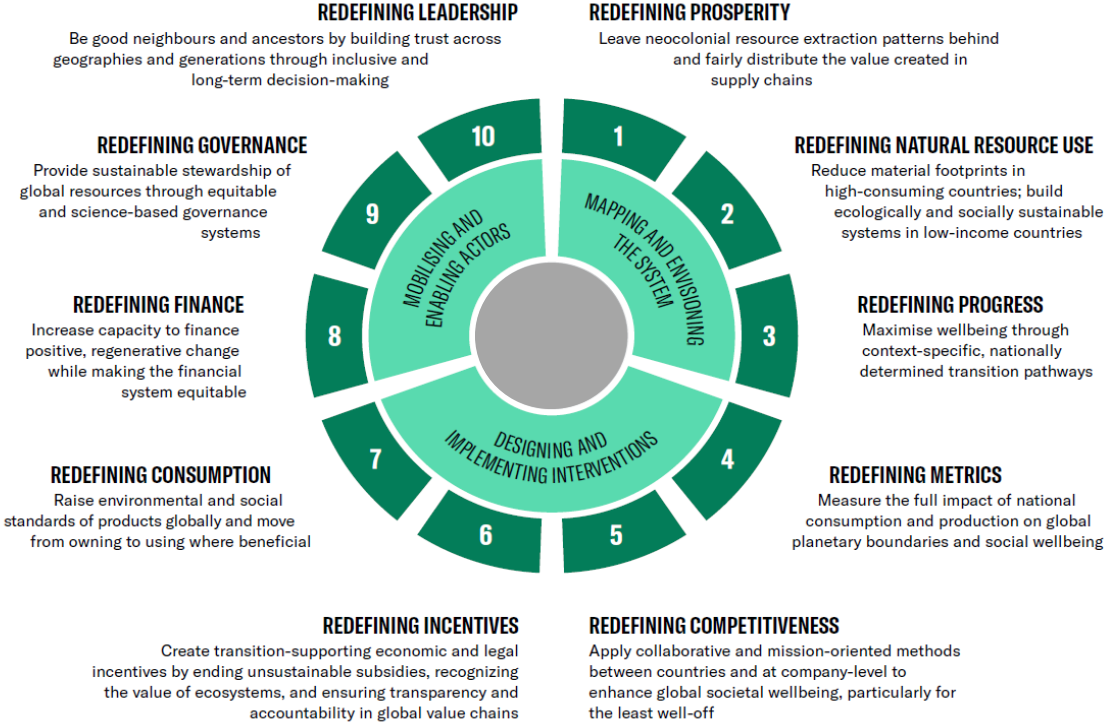 REDEFINING LEADERSHIP
Be good neighbours and ancestors by building trust across
geographies and generations through inclusive and
long-term decision-making
REDEFINING PROSPERITY
Leave neocolonial resource extraction patterns behind
and fairly distribute the value created in
supply chains
REDEFINING GOVERNANCE
Provide sustainable stewardship of
global resources through equitable
and science-based governance
systems
REDEFINING NATURAL RESOURCE USE
Reduce material footprints in
high-consuming countries; build
ecologically and socially sustainable
systems in low-income countries
REDEFINING FINANCE
Increase capacity to finance
positive, regenerative change
while making the financial
system equitable
REDEFINING PROGRESS
Maximise wellbeing through
context-specific, nationally
determined transition pathways
REDEFINING CONSUMPTION
Raise environmental and social
standards of products globally and move
from owning to using where beneficial
REDEFINING METRICS
Measure the full impact of national
consumption and production on global
planetary boundaries and social wellbeing
REDEFINING INCENTIVES
Create transition-supporting economic and legal
incentives by ending unsustainable subsidies, recognizing
the value of ecosystems, and ensuring transparency and
accountability in global value chains
REDEFINING COMPETITIVENESS
Apply collaborative and mission-oriented methods
between countries and at company-level to
enhance global societal wellbeing, particularly for
the least well-off
1
2
3
4
5
6
7
8
9
10
MAPPING AND ENVISIONING
THE SYSTEM
DESIGNING AND
IMPLEMENTING INTERVENTIONS
MOBILISING AND
ENABLING ACTORS